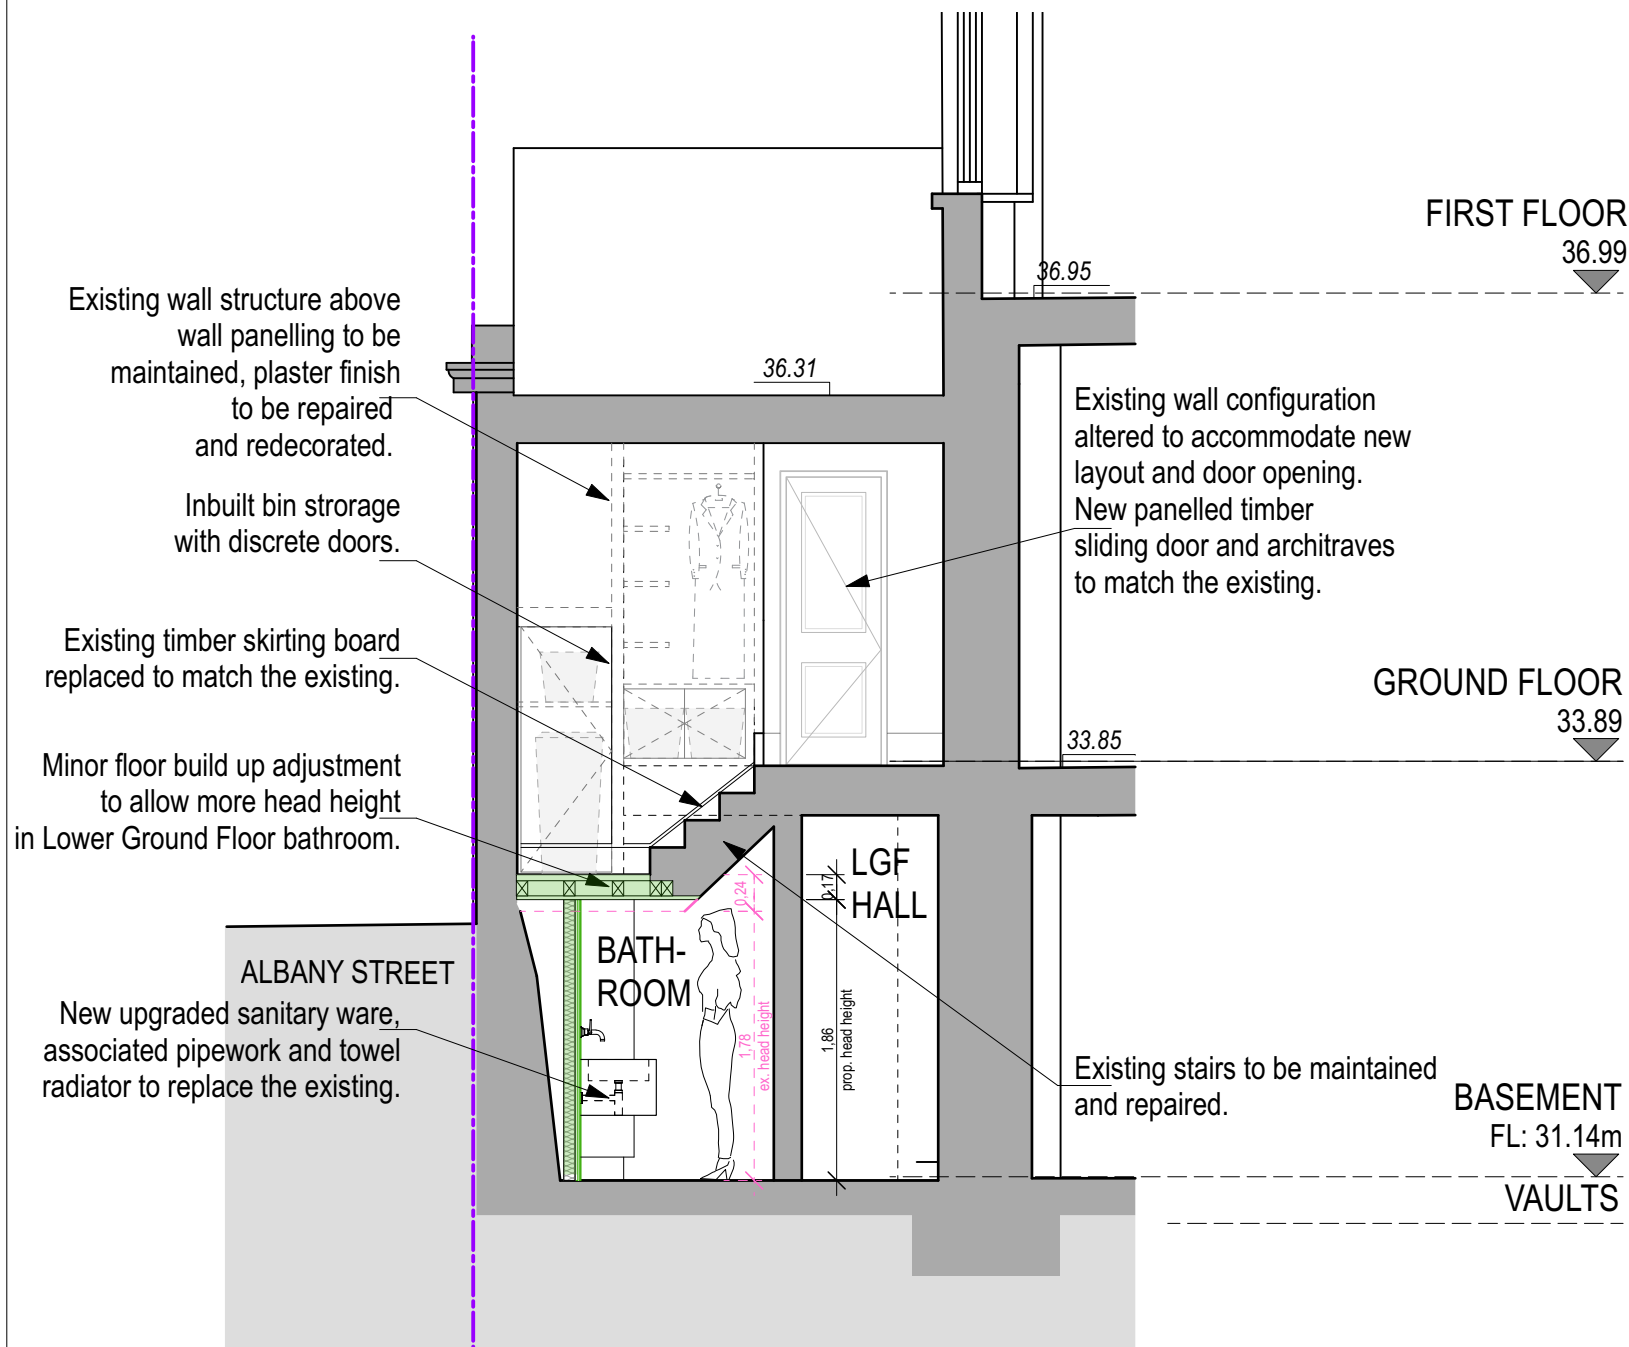 FIRST FLOOR
36.99
36.95
Existing wall structure above
wall panelling to be
maintained, plaster finish
to be repaired
and redecorated.
36.31
Existing wall configuration
altered to accommodate new
layout and door opening.
New panelled timber
sliding door and architraves
to match the existing.
Inbuilt bin strorage
with discrete doors.
Existing timber skirting board
replaced to match the existing.
GROUND FLOOR
33.89
33.85
Minor floor build up adjustment
to allow more head height
in Lower Ground Floor bathroom.
LGF
HALL
0,24
0,17
BATH-
ROOM
ALBANY STREET
New upgraded sanitary ware,
associated pipework and towel
radiator to replace the existing.
1,78
ex. head height
1,86
prop. head height
Existing stairs to be maintained
and repaired.
BASEMENT
FL: 31.14m
VAULTS